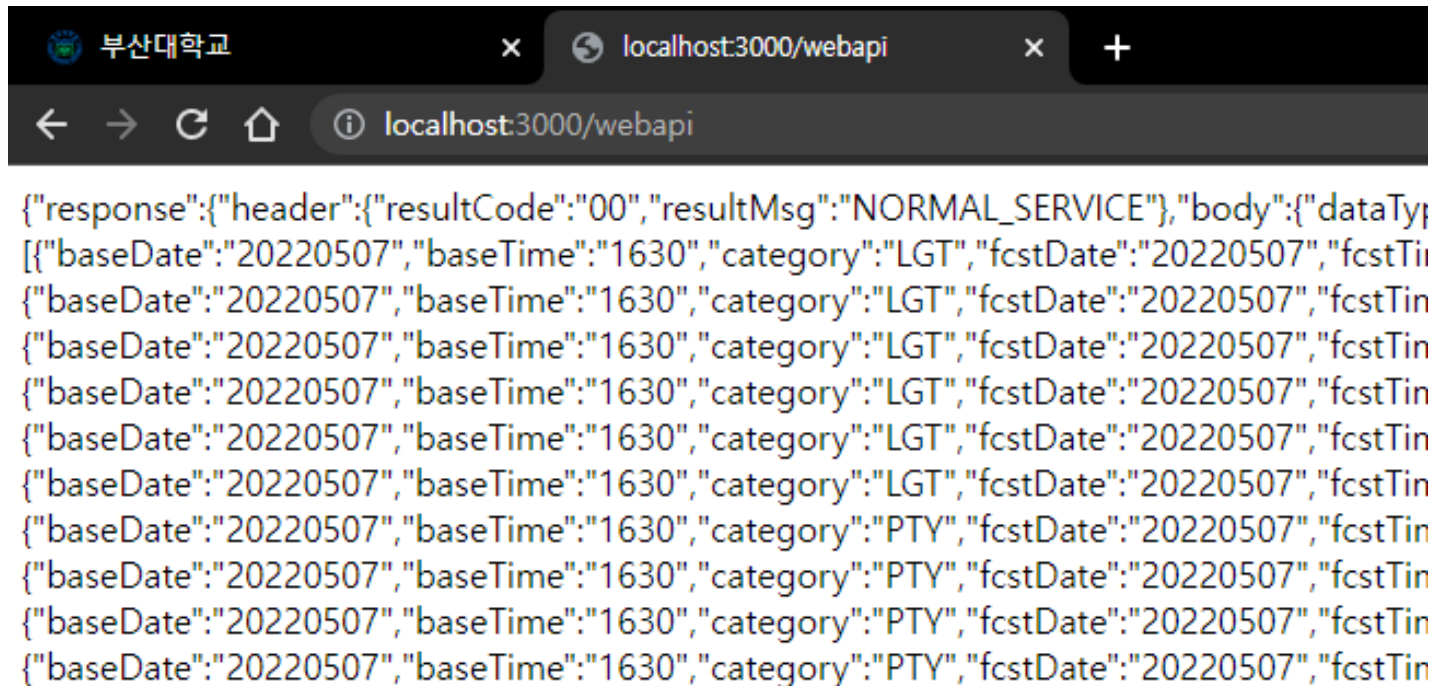 부산대학교
localhost:3000/webapi
localhost:3000/webapi
{"response":{"header":{"resultCode":"00","resultMsg":"NORMAL_SERVICE"},"body":{"dataTyp
[{"baseDate":"20220507","baseTime":"1630","category":"LGT","fcstDate":"20220507","fcstTi
{"baseDate":"20220507","baseTime":"1630","category":"LGT","fcstDate":"20220507","fcstTin
{"baseDate":"20220507","baseTime":"1630","category":"LGT","fcstDate":"20220507","fcstTin
{"baseDate":"20220507","baseTime":"1630","category":"LGT","fcstDate":"20220507","fcstTin
{"baseDate":"20220507","baseTime":"1630","category":"LGT","fcstDate":"20220507","fcstTin
{"baseDate":"20220507","baseTime":"1630","category":"LGT","fcstDate":"20220507","fcstTin
{"baseDate":"20220507","baseTime":"1630","category":"PTY","fcstDate":"20220507","fcstTin
{"baseDate":"20220507","baseTime":"1630","category":"PTY","fcstDate":"20220507","fcstTin
{"baseDate":"20220507","baseTime":"1630","category":"PTY","fcstDate":"20220507","fcstTin
{"baseDate":"20220507","baseTime":"1630","category":"PTY","fcstDate":"20220507","fcstTin